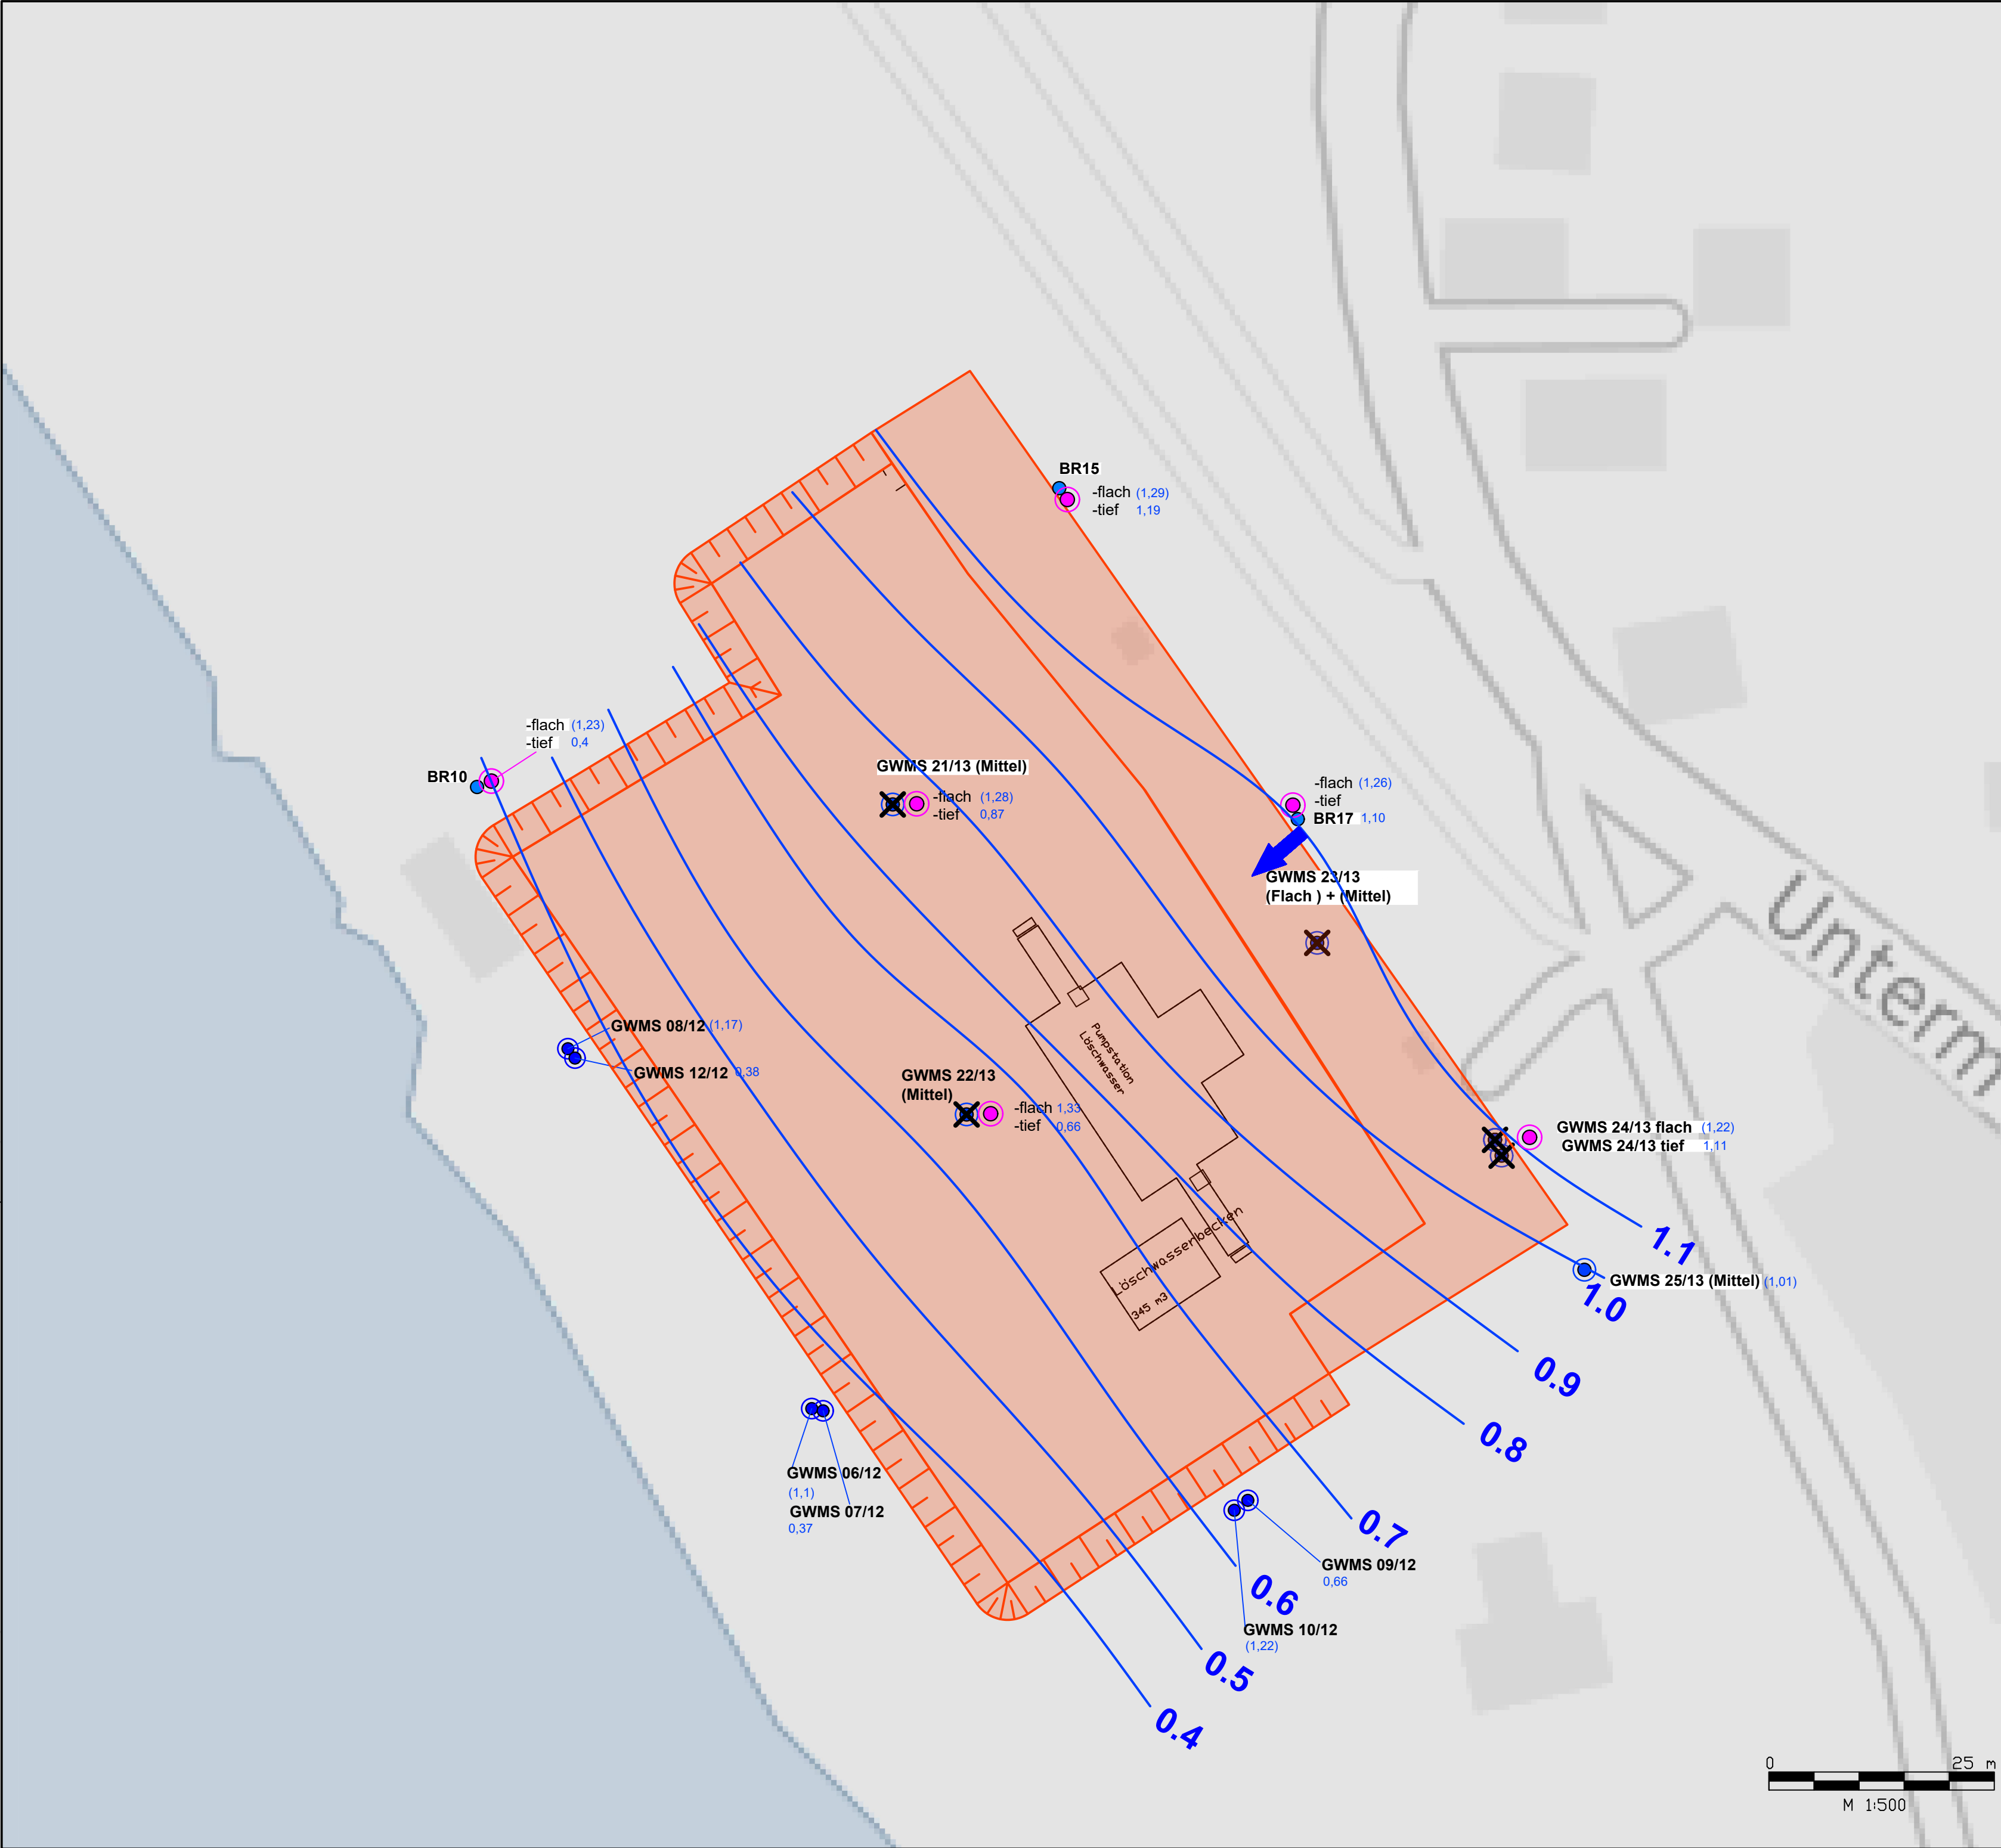 BR15
-flach (1,29)
-tief 1,19
-flach (1,23)
-tief 0,4
BR10
GWMS 21/13 (Mittel)
-flach (1,28)
-tief 0,87
-flach (1,26)
-tief
BR17 1,10
GWMS 23/13
(Flach ) + (Mittel)
Unterm
GWMS 08/12 (1,17)
GWMS 12/12 0,38
Pumpstation
Löschwasser
GWMS 22/13
(Mittel)
-flach 1,33
-tief 0,66
GWMS 24/13 flach (1,22)
GWMS 24/13 tief 1,11
Löschwasserbecken
345 m3
1.1
GWMS 25/13 (Mittel) (1,01)
1.0
0.9
0.8
GWMS 06/12
(1,1)
GWMS 07/12
0,37
0.7
GWMS 09/12
0,66
0.6
GWMS 10/12
(1,22)
0.5
0.4
0 25 m
M 1:500